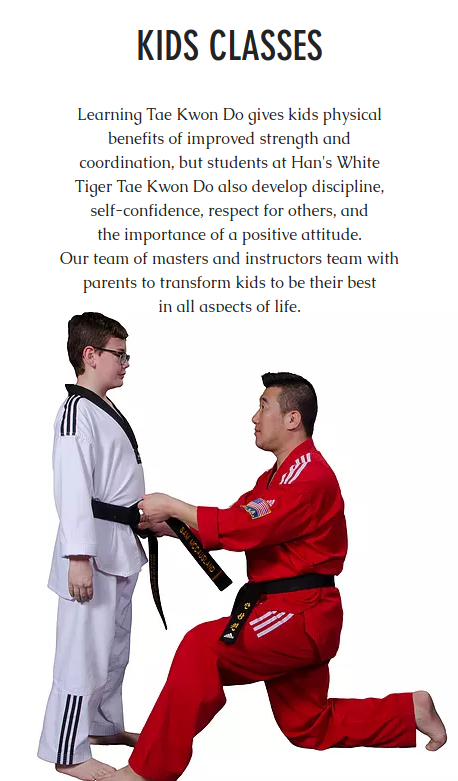 KIDS CLASSES
Learning Tae Kwon Do gives kids physical
benefits of improved strength and
coordination, but students at Han's White
Tiger Tae Kwon Do also develop discipline,
self-confidence, respect for others, and
the importance of a positive attitude.
Our team of masters and instructors team with
parents to transform kids to be their best
in all aspects of life.